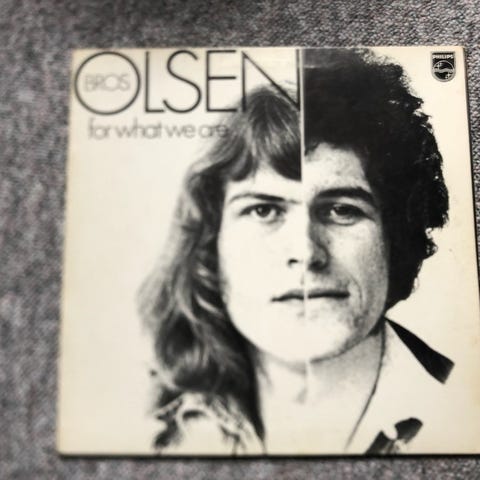 BROS
OLSEN
for what we are
PHILIPS